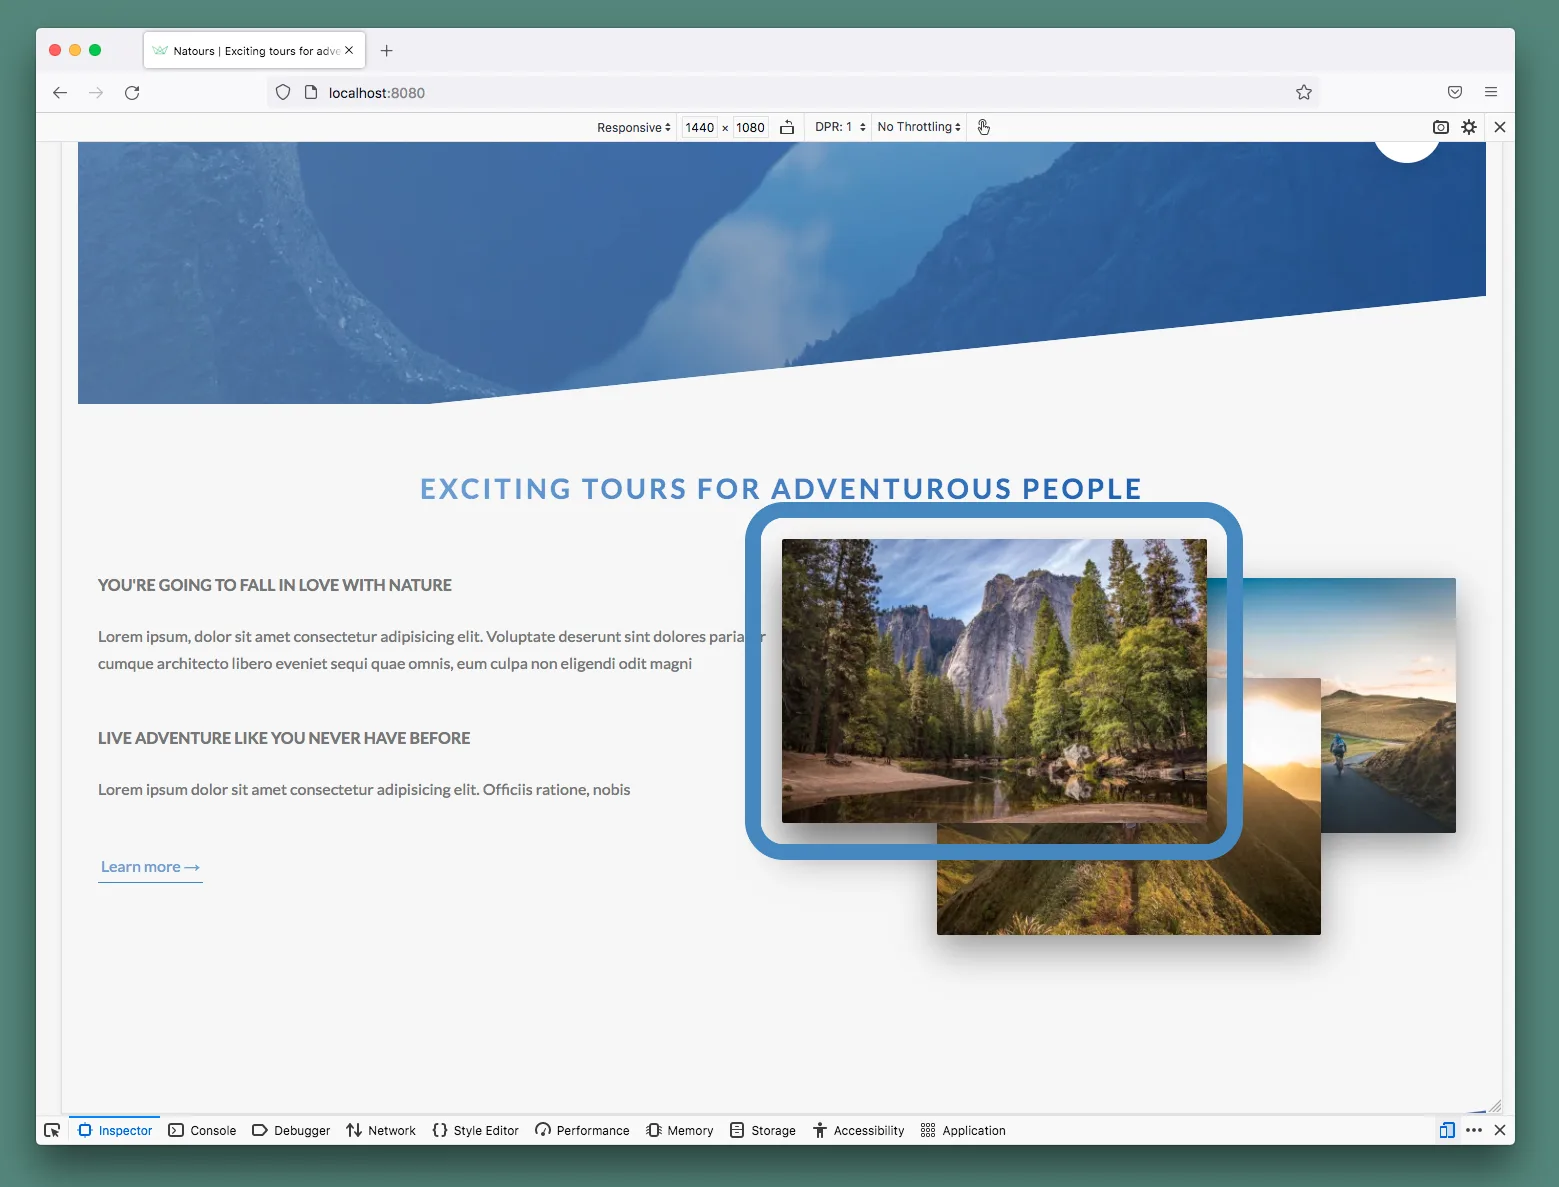 Natours | Exciting tours for adve
localhost:8080
Responsive 1440 × 1080 DPR: 1 No Throttling
EXCITING TOURS FOR ADVENTUROUS PEOPLE
YOU'RE GOING TO FALL IN LOVE WITH NATURE
Lorem ipsum, dolor sit amet consectetur adipisicing elit. Voluptate deserunt sint dolores
cumque architecto libero eveniet sequi quae omnis, eum culpa non eligendi odit magni
LIVE ADVENTURE LIKE YOU NEVER HAVE BEFORE
Lorem ipsum dolor sit amet consectetur adipisicing elit. Officiis ratione, nobis
Learn more →
Inspector Console Debugger Network Style Editor Performance Memory Storage Accessibility Application